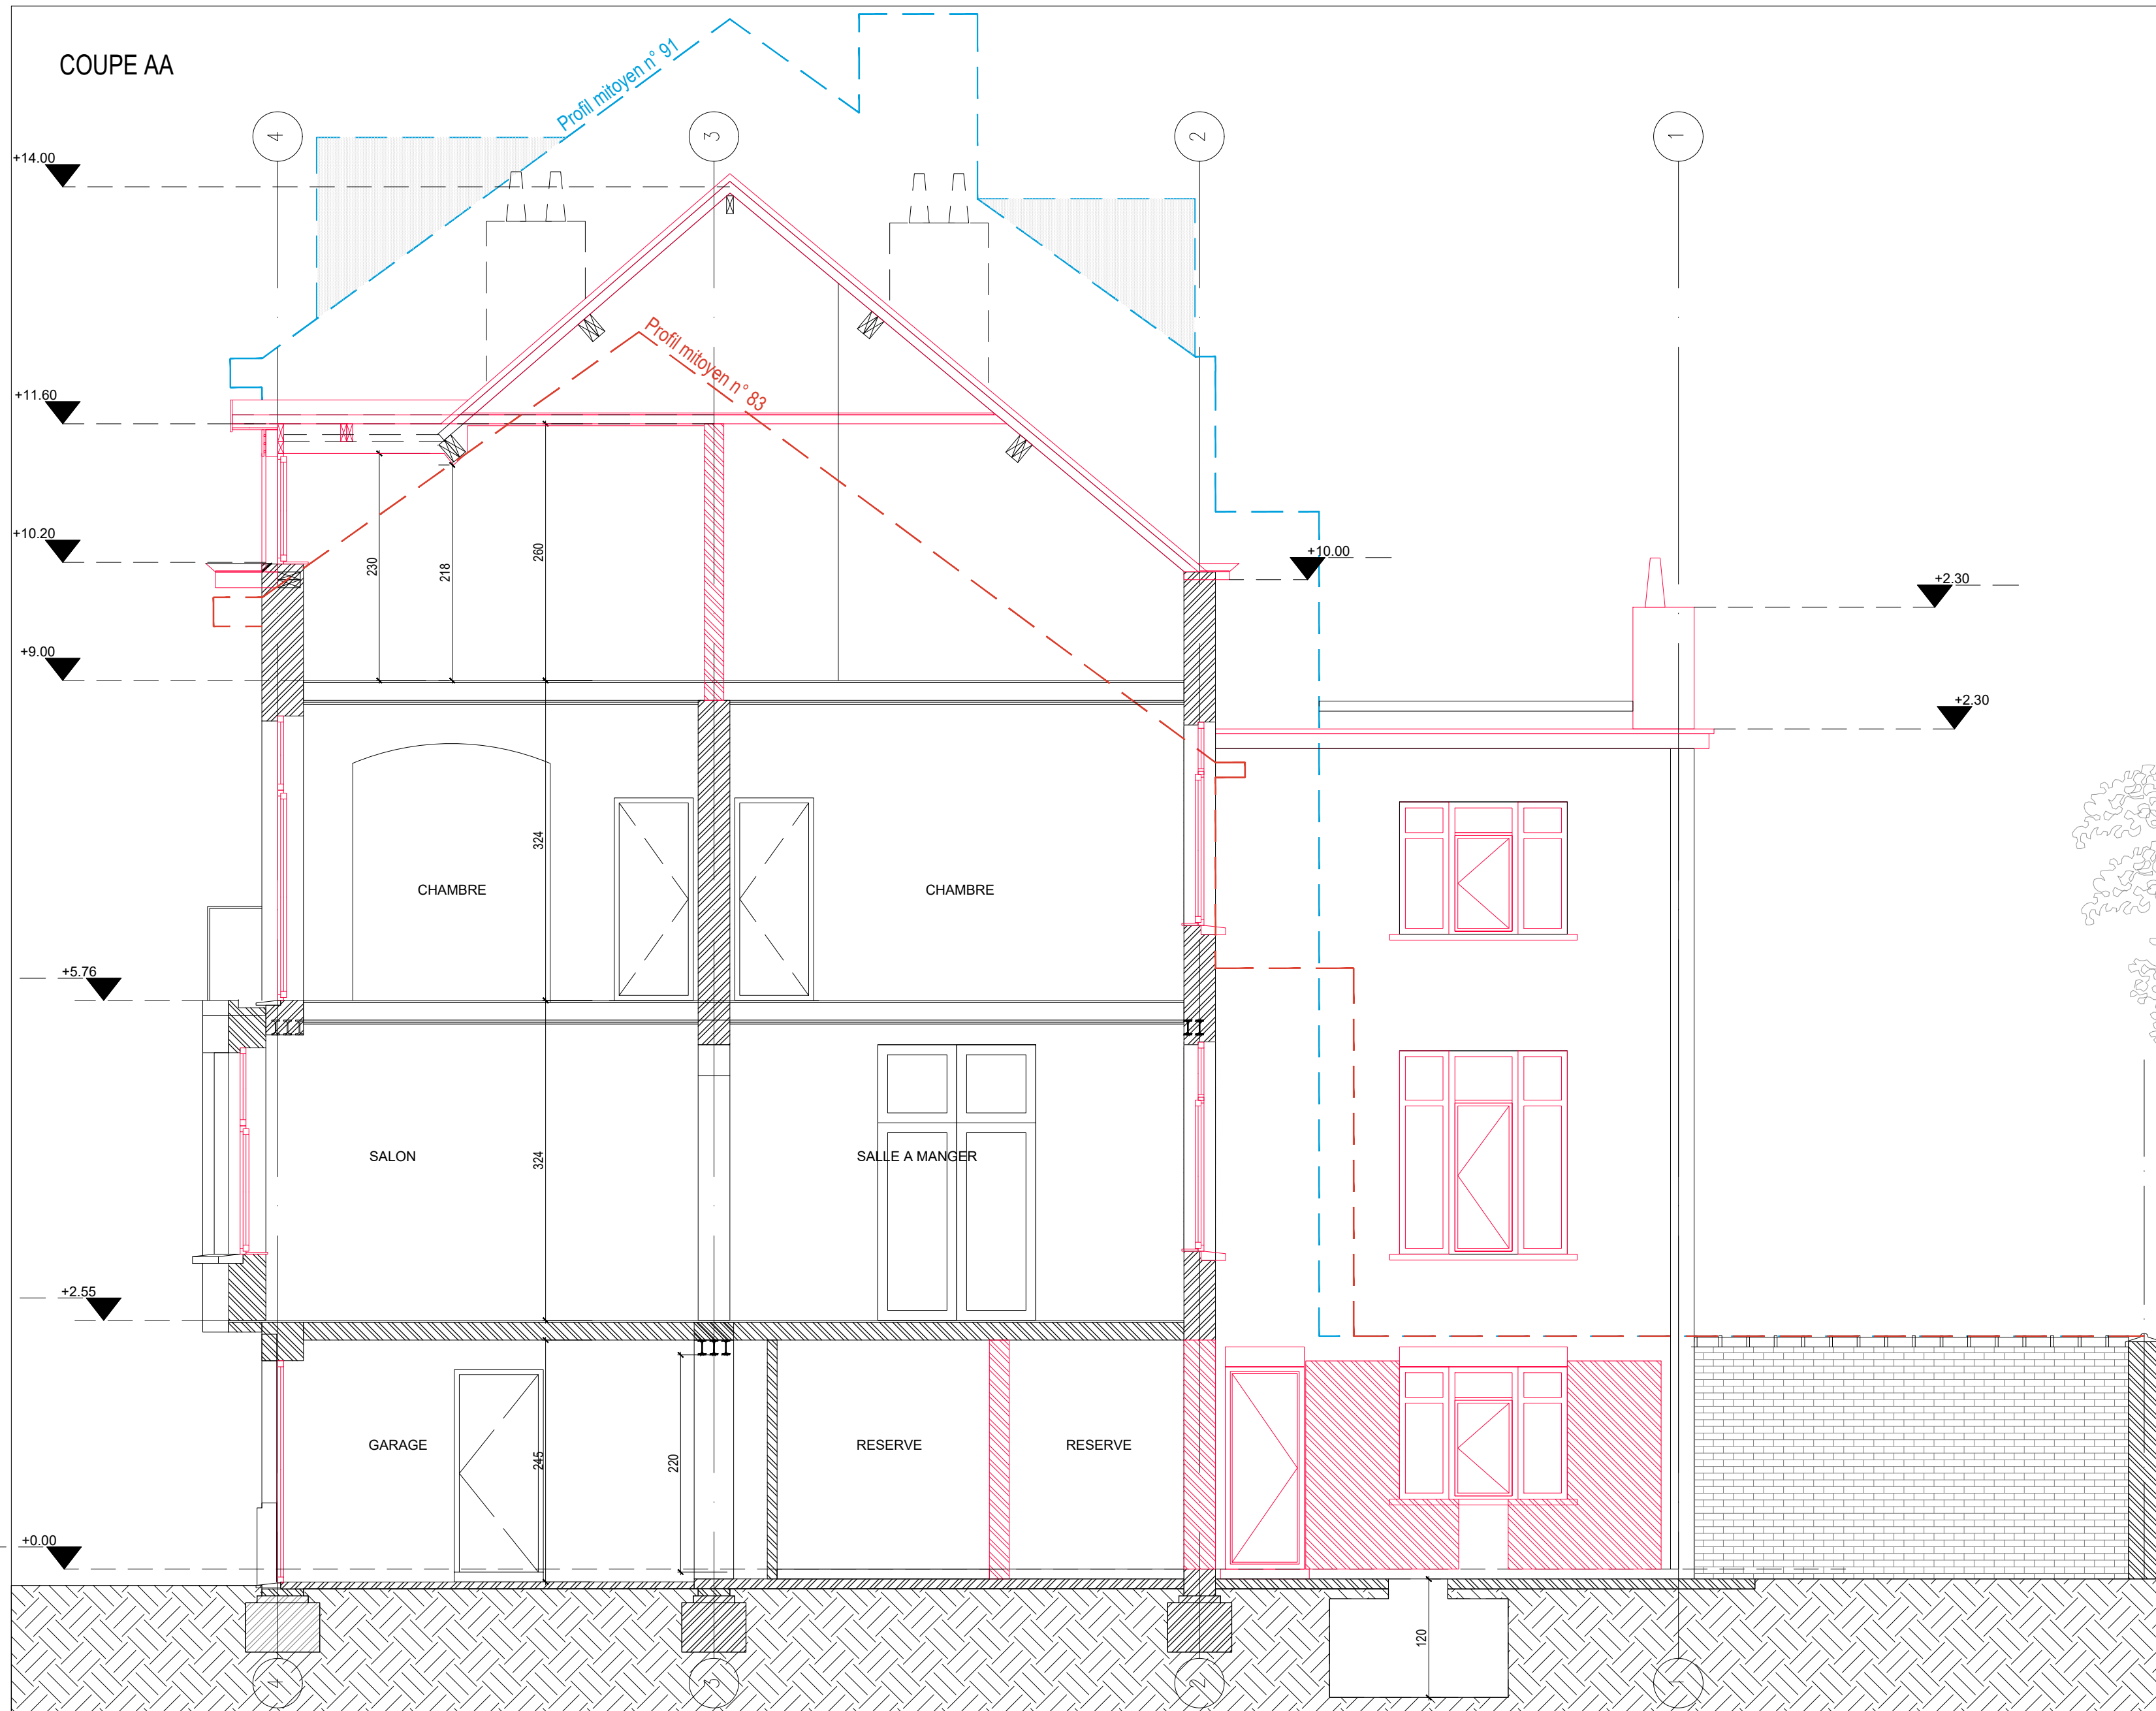 COUPE AA
Profil mitoyen n° 91
4
3
2
1
+14.00
Profil mitoyen n° 83
+11.60
+10.20
+10.00
230
218
260
+2.30
+9.00
+2.30
324
CHAMBRE
CHAMBRE
+5.76
SALON
324
SALLE A MANGER
+2.55
GARAGE
245
220
RESERVE
RESERVE
+0.00
120
4
3
2
1